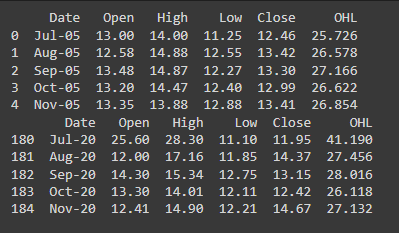 Date Open High Low Close OHL
0 Jul-05 13.00 14.00 11.25 12.46 25.726
1 Aug-05 12.58 14.88 12.55 13.42 26.578
2 Sep-05 13.48 14.87 12.27 13.30 27.166
3 Oct-05 13.20 14.47 12.40 12.99 26.622
4 Nov-05 13.35 13.88 12.88 13.41 26.854
Date Open High Low Close OHL
180 Jul-20 25.60 28.30 11.10 11.95 41.190
181 Aug-20 12.00 17.16 11.85 14.37 27.456
182 Sep-20 14.30 15.34 12.75 13.15 28.016
183 Oct-20 13.30 14.01 12.11 12.42 26.118
184 Nov-20 12.41 14.90 12.21 14.67 27.132